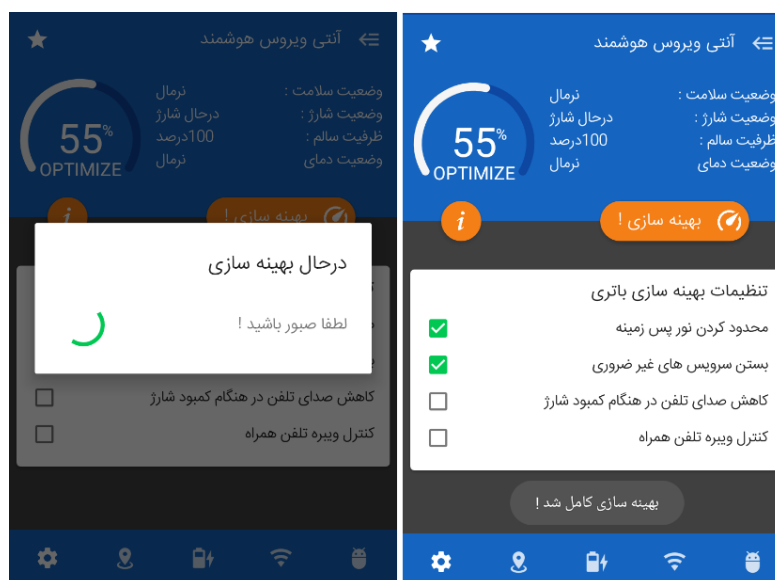 آنتی ویروس هوشمند
وضعیت سلامت : نرمال
وضعیت شارژ : درحال شارژ
ظرفیت سالم : 100درصد
وضعیت دمای نرمال
55%
OPTIMIZE
بهینه سازی !
i
تنظیمات بهینه سازی باتری
محدود کردن نور پس زمینه
بستن سرویس های غیر ضروری
کاهش صدای تلفن در هنگام کمبود شارژ
کنترل ویبره تلفن همراه
بهینه سازی کامل شد !
آنتی ویروس هوشمند
وضعیت سلامت : نرمال
وضعیت شارژ : درحال شارژ
ظرفیت سالم : 100درصد
وضعیت دمای نرمال
55%
OPTIMIZE
بهینه سازی !
i
درحال بهینه سازی
لطفا صبور باشید !
کاهش صدای تلفن در هنگام کمبود شارژ
کنترل ویبره تلفن همراه